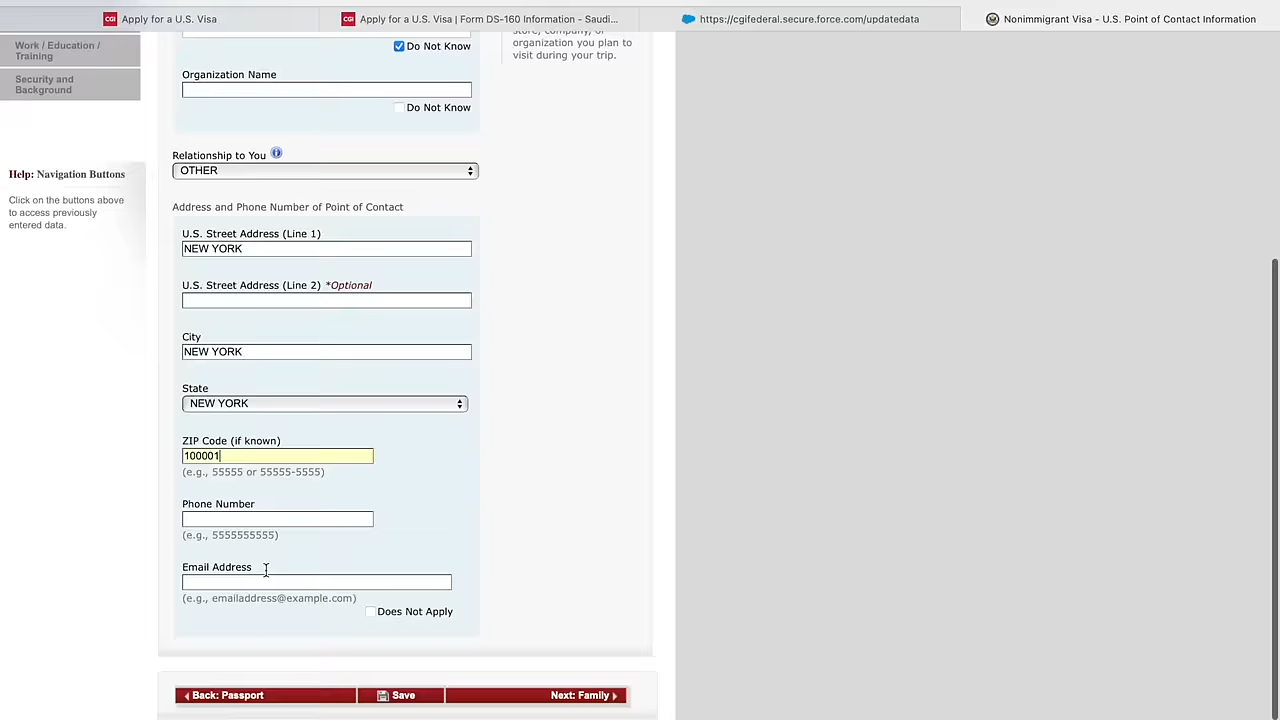 Apply for a U.S. Visa
Apply for a U.S. Visa | Form DS-160 Information - Saudi...
https://cgifederal.secure.force.com/updatedata
Nonimmigrant Visa - U.S. Point of Contact Information
Work / Education /
Training
Security and
Background
Help: Navigation Buttons
Click on the buttons above
to access previously
entered data.
Do Not Know
Organization Name
Do Not Know
store, company, or
organization you plan to
visit during your trip.
Relationship to You
OTHER
Address and Phone Number of Point of Contact
U.S. Street Address (Line 1)
NEW YORK
U.S. Street Address (Line 2) *Optional
City
NEW YORK
State
NEW YORK
ZIP Code (if known)
100001
(e.g., 55555 or 55555-5555)
Phone Number
(e.g., 5555555555)
Email Address
(e.g., emailaddress@example.com)
Does Not Apply
Back: Passport
Save
Next: Family